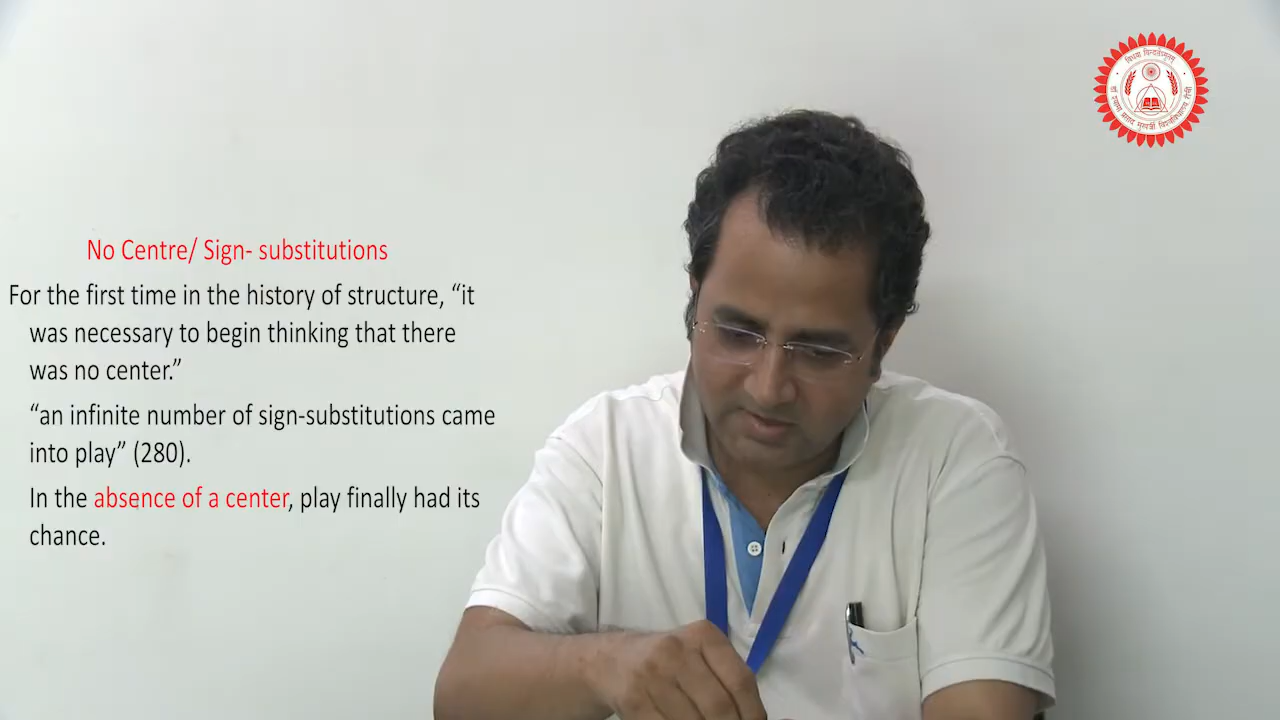 No Centre/ Sign- substitutions
For the first time in the history of structure, “it
was necessary to begin thinking that there
was no center.”
“an infinite number of sign-substitutions came
into play” (280).
In the absence of a center, play finally had its
chance.